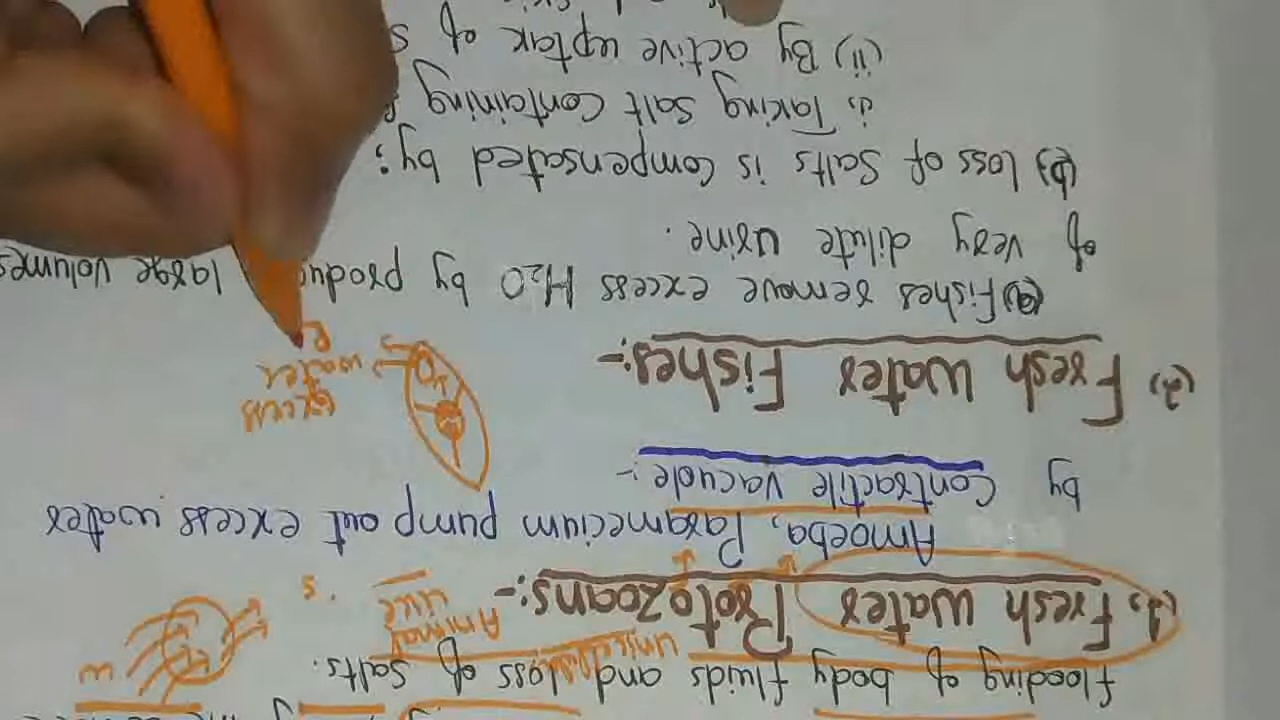 flooding of body fluids and loss of salts.
unicellular
Animal
like
w
s
(1) Fresh water Protozoans:-
Amoeba, Paramecium pump out excess water
by Contractile vacuole:-
excess
water
(2) Fresh water Fishes:-
(a) Fishes remove excess H2O by large volumes
of very dilute urine.
(b) loss of salts is compensated by:
i, Taking salt containing
(ii) By active uptak of s